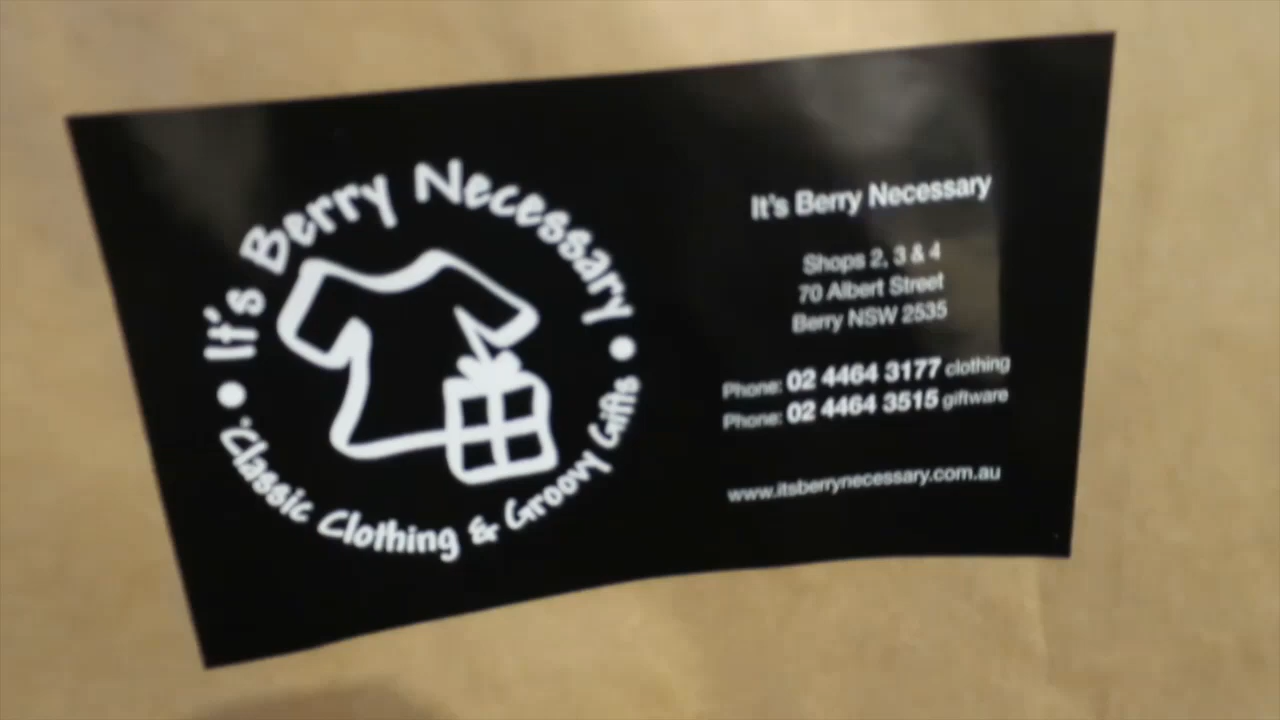 It's Berry Necessary
'Classic Clothing & Groovy Gifts
It's Berry Necessary
Shops 2, 3 & 4
70 Albert Street
Berry NSW 2535
Phone: 02 4464 3177 clothing
Phone: 02 4464 3515 giftware
www.itsberrynecessary.com.au